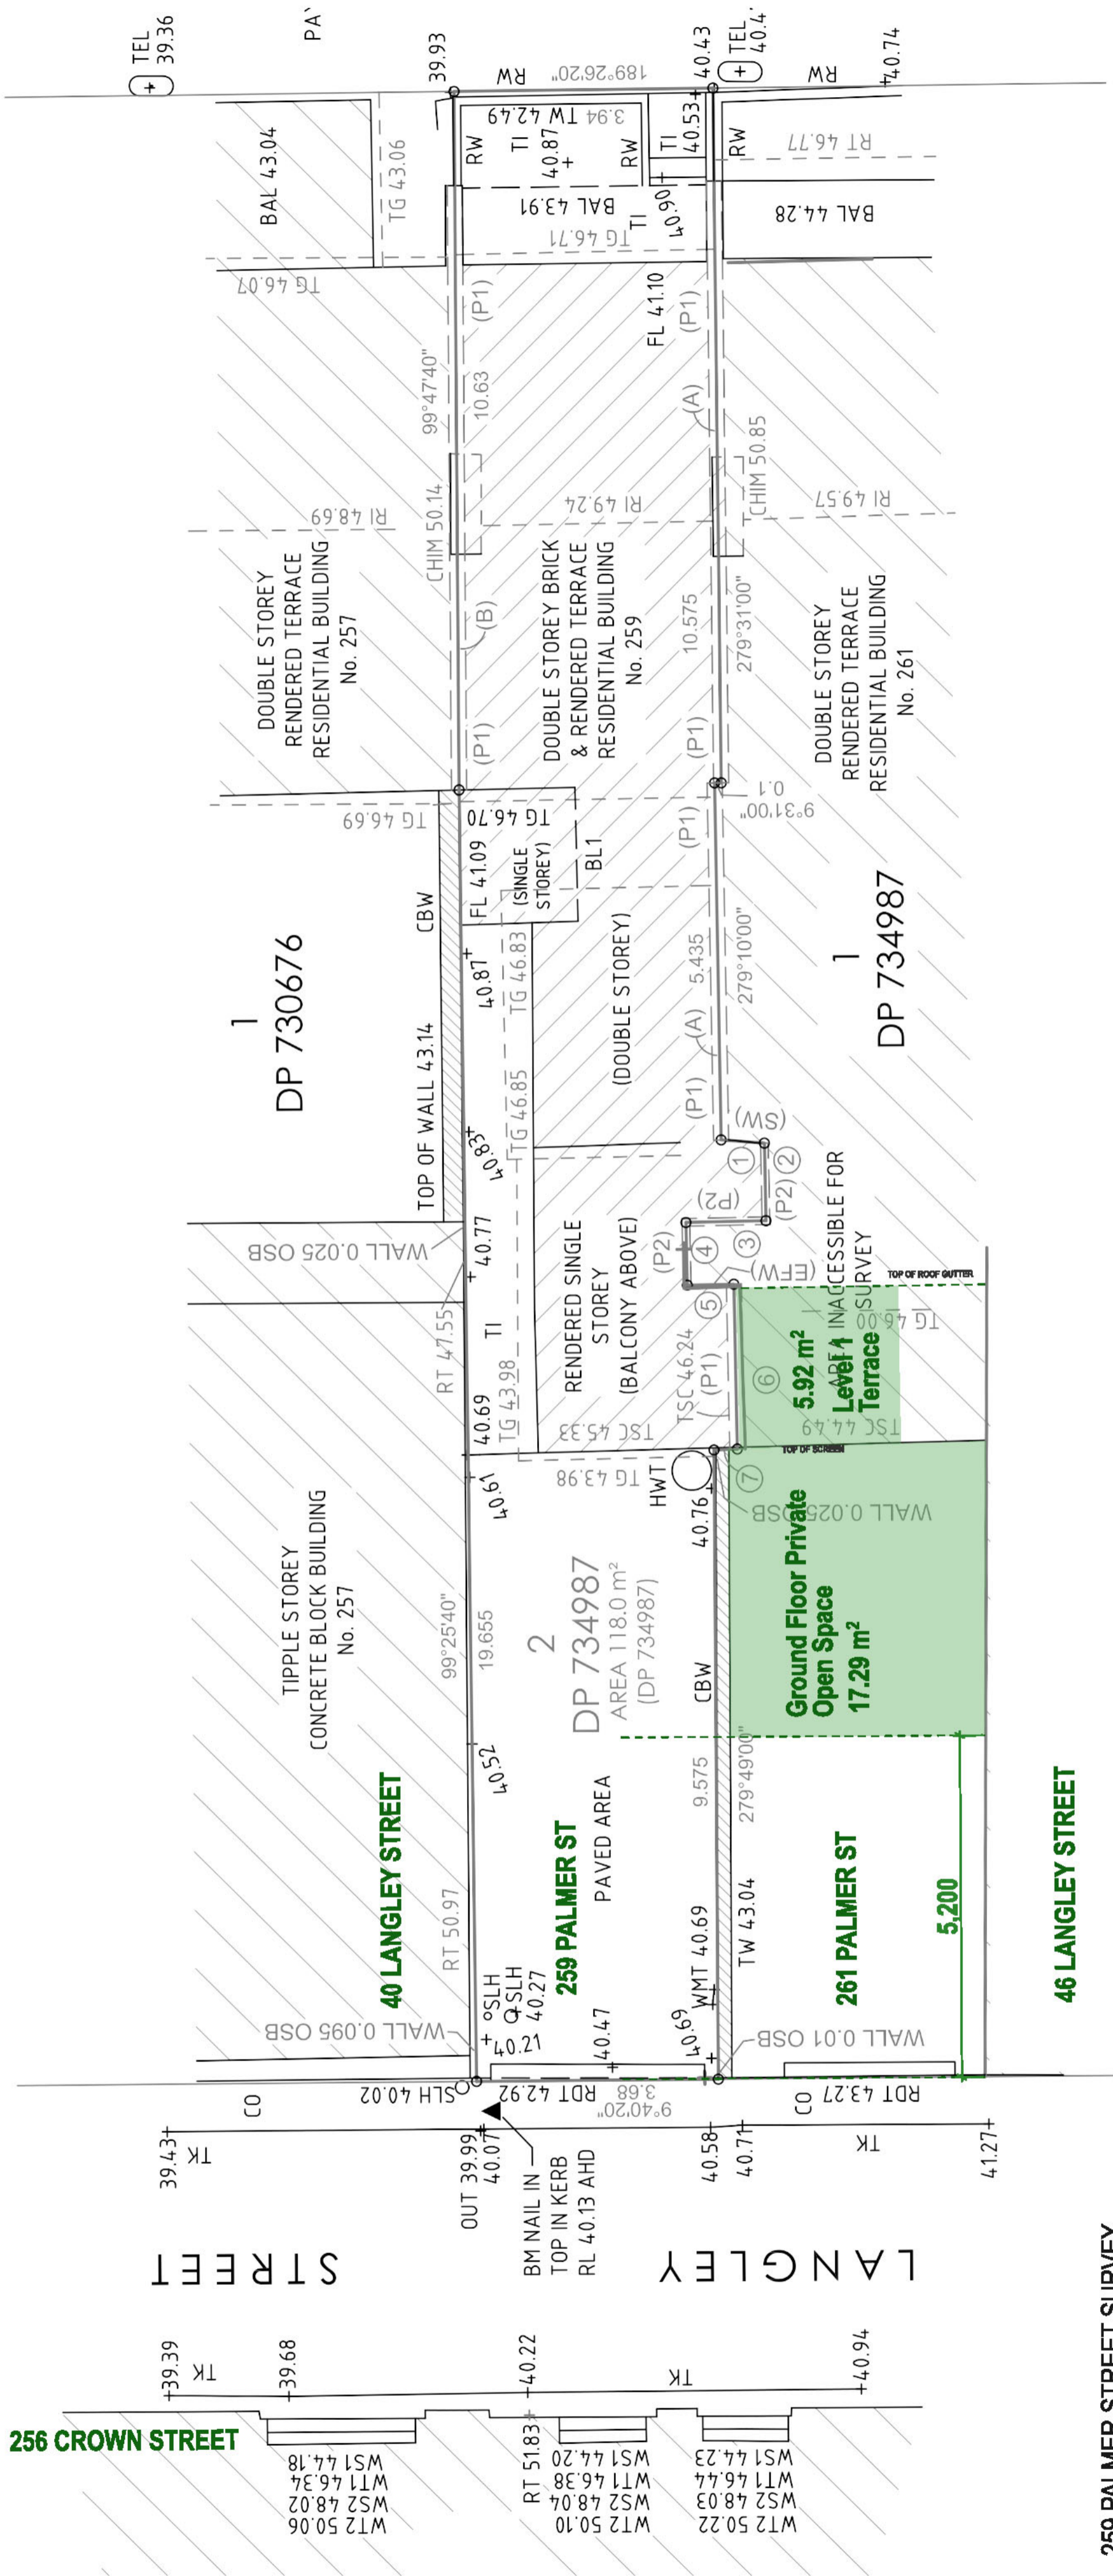 TEL
39.36
PA
BAL 43.04
TG 43.06
TG 46.07
39.93
RW
189°26'20"
40.43
TEL
40.4
RW
40.74
RW
TI
40.87
TW 42.49
3.94
RW
TI
40.53
RW
RT 46.77
BAL 43.91
TI
40.90
TG 46.71
BAL 44.28
FL 41.10
(P1)
(P1)
99°47'40"
10.63
(A)
CHIM 50.14
CHIM 50.85
RI 48.69
RI 49.24
RI 49.57
DOUBLE STOREY
RENDERED TERRACE
RESIDENTIAL BUILDING
No. 257
(B)
DOUBLE STOREY BRICK
& RENDERED TERRACE
RESIDENTIAL BUILDING
No. 259
10.575
279°31'00"
DOUBLE STOREY
RENDERED TERRACE
RESIDENTIAL BUILDING
No. 261
(P1)
(P1)
TG 46.69
TG 46.70
0.1
9°31'00"
(P1)
CBW
FL 41.09
(SINGLE
STOREY)
BL1
1
DP 730676
40.87
TG 46.83
(DOUBLE STOREY)
5.435
279°10'00"
1
DP 734987
TOP OF WALL 43.14
40.83
TG 46.85
(A)
(P1)
(SW)
1
2
(P2)
(P2)
3
4
(P2)
WALL 0.025 OSB
40.77
RENDERED SINGLE
STOREY
(BALCONY ABOVE)
(EFW)
5
AREA INACCESSIBLE FOR
SURVEY
TOP OF ROOF GUTTER
RT 47.55
TI
TG 43.98
40.69
TSC 46.24
(P1)
6
5.92 m²
Level 1
Terrace
TG 46.00
TSC 45.33
TSC 44.49
TOP OF SCREEN
40.61
TG 43.98
HWT
7
40.76
WALL 0.025 OSB
TIPPLE STOREY
CONCRETE BLOCK BUILDING
No. 257
99°25'40"
19.655
2
DP 734987
AREA 118.0 m²
(DP 734987)
CBW
Ground Floor Private
Open Space
17.29 m²
40.52
9.575
279°49'00"
40 LANGLEY STREET
259 PALMER ST
PAVED AREA
261 PALMER ST
5,200
46 LANGLEY STREET
RT 50.97
WMT 40.69
TW 43.04
WALL 0.095 OSB
SLH
SLH
40.27
40.21
40.47
40.69
WALL 0.01 OSB
CO
SLH 40.02
RDT 42.92
3.68
9°40'20"
CO
RDT 43.27
39.43
TK
OUT 39.99
40.07
40.58
40.71
TK
41.27
BM NAIL IN
TOP IN KERB
RL 40.13 AHD
LANGLEY STREET
39.39
TK
39.68
40.22
TK
40.94
256 CROWN STREET
RT 51.83
WS1 44.18
WT1 46.34
WS2 48.02
WT2 50.06
WS1 44.20
WT1 46.38
WS2 48.04
WT2 50.10
WS1 44.23
WT1 46.44
WS2 48.03
WT2 50.22
259 PALMER STREET SURVEY